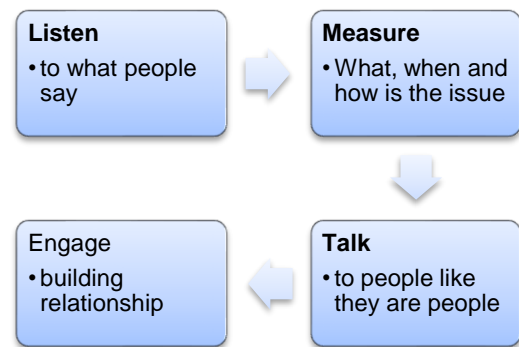 Listen
• to what people
say
Measure
• What, when and
how is the issue
Talk
• to people like
they are people
Engage
• building
relationship